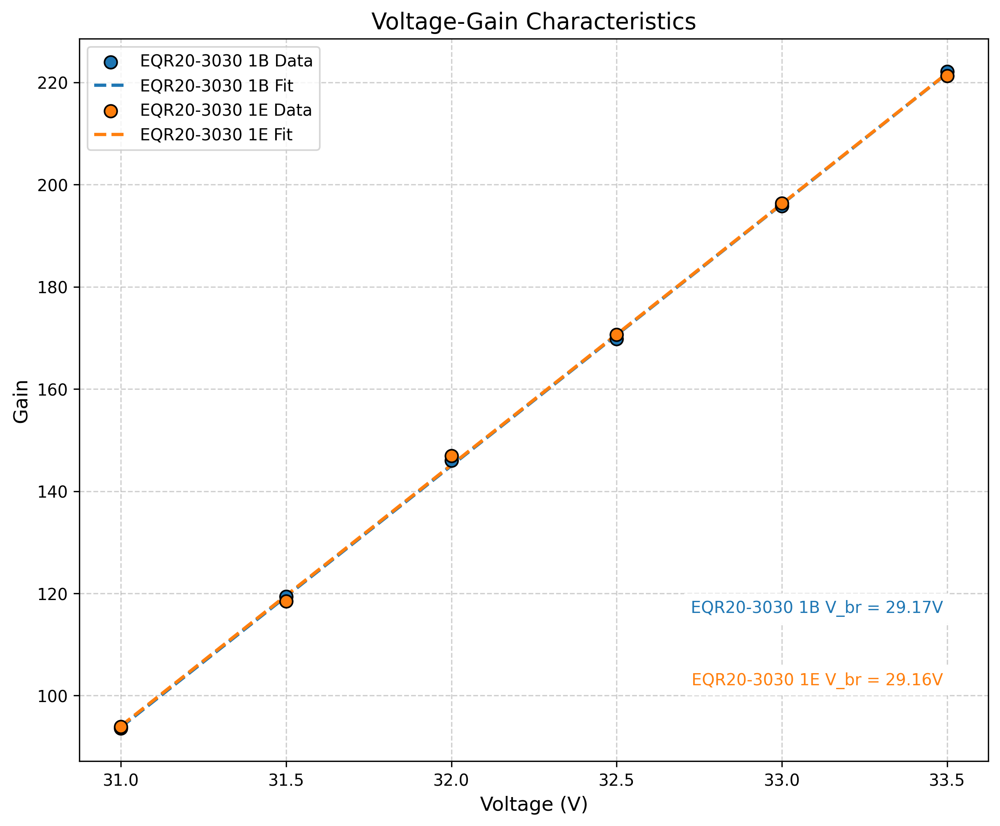 Voltage-Gain Characteristics
EQR20-3030 1B Data
EQR20-3030 1B Fit
EQR20-3030 1E Data
EQR20-3030 1E Fit
220
200
180
160
140
120
100
Gain
EQR20-3030 1B V_br = 29.17V
EQR20-3030 1E V_br = 29.16V
31.0
31.5
32.0
32.5
33.0
33.5
Voltage (V)